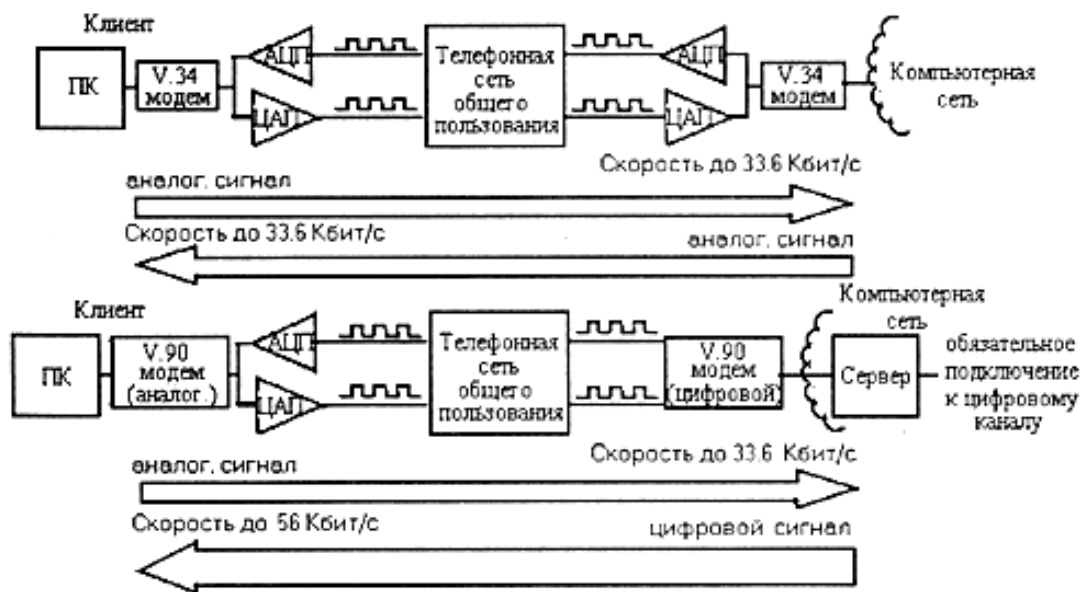 Клиент
ПК
V.34
модем
АЦП
ЦАП
Телефонная
сеть
общего
пользования
АЦП
ЦАП
V.34
модем
Компьютерная
сеть
Скорость до 33.6 Кбит/с
аналог. сигнал
Скорость до 33.6 Кбит/с
аналог. сигнал
Клиент
ПК
V.90
модем
(аналог.)
АЦП
ЦАП
Телефонная
сеть
общего
пользования
V.90
модем
(цифровой)
Компьютерная
сеть
Сервер
обязательное
подключение
к цифровому
каналу
Скорость до 33.6 Кбит/с
аналог. сигнал
Скорость до 56 Кбит/с
цифровой сигнал